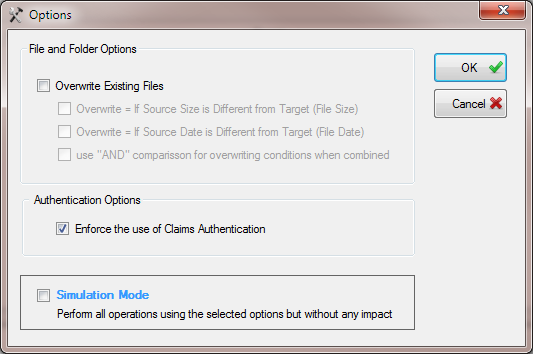 Options
File and Folder Options
Overwrite Existing Files
Overwrite = If Source Size is Different from Target (File Size)
Overwrite = If Source Date is Different from Target (File Date)
use "AND" comparisson for overwriting conditions when combined
Authentication Options
Enforce the use of Claims Authentication
Simulation Mode
Perform all operations using the selected options but without any impact
OK
Cancel